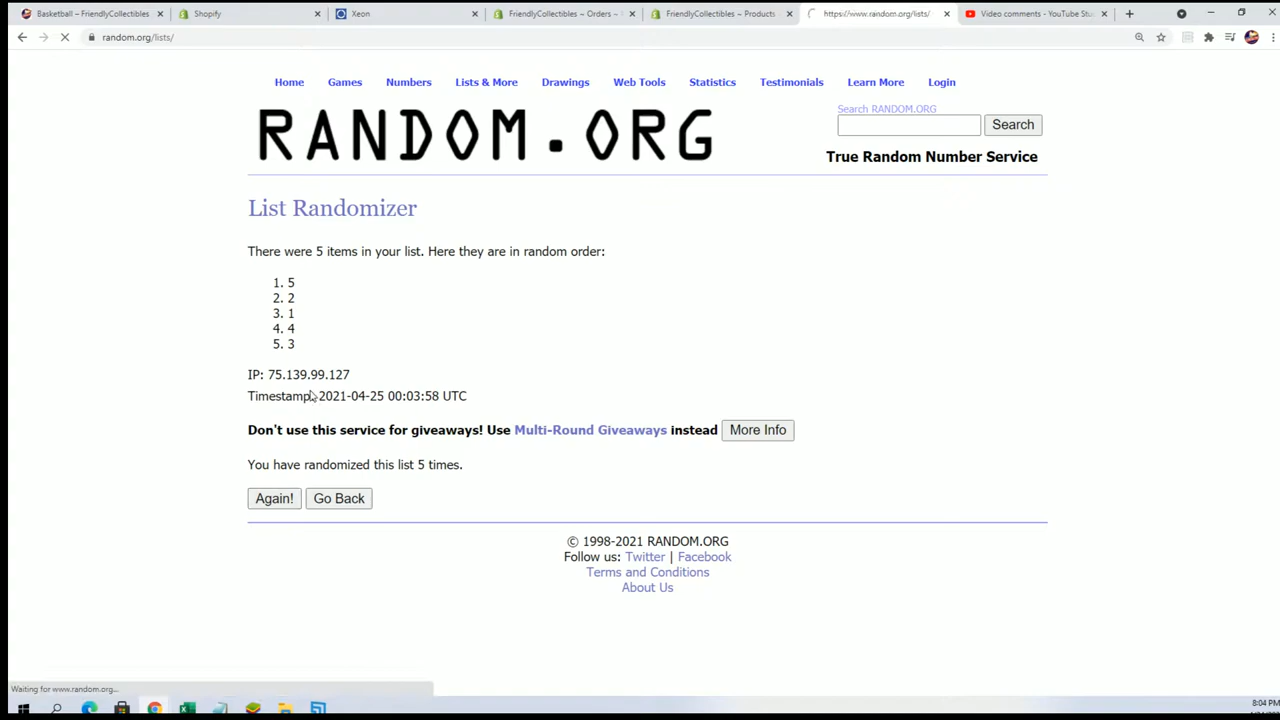 Basketball – FriendlyCollectibles
Shopify
Xeon
FriendlyCollectibles ~ Orders ~
FriendlyCollectibles ~ Products
https://www.random.org/lists/
Video comments - YouTube Stu
random.org/lists/
Home Games Numbers Lists & More Drawings Web Tools Statistics Testimonials Learn More Login
RANDOM.ORG
Search RANDOM.ORG
Search
True Random Number Service
List Randomizer
There were 5 items in your list. Here they are in random order:
1. 5
2. 2
3. 1
4. 4
5. 3
IP: 75.139.99.127
Timestamp: 2021-04-25 00:03:58 UTC
Don't use this service for giveaways! Use Multi-Round Giveaways instead More Info
You have randomized this list 5 times.
Again! Go Back
© 1998-2021 RANDOM.ORG
Follow us: Twitter | Facebook
Terms and Conditions
About Us
Waiting for www.random.org...
8:04 PM